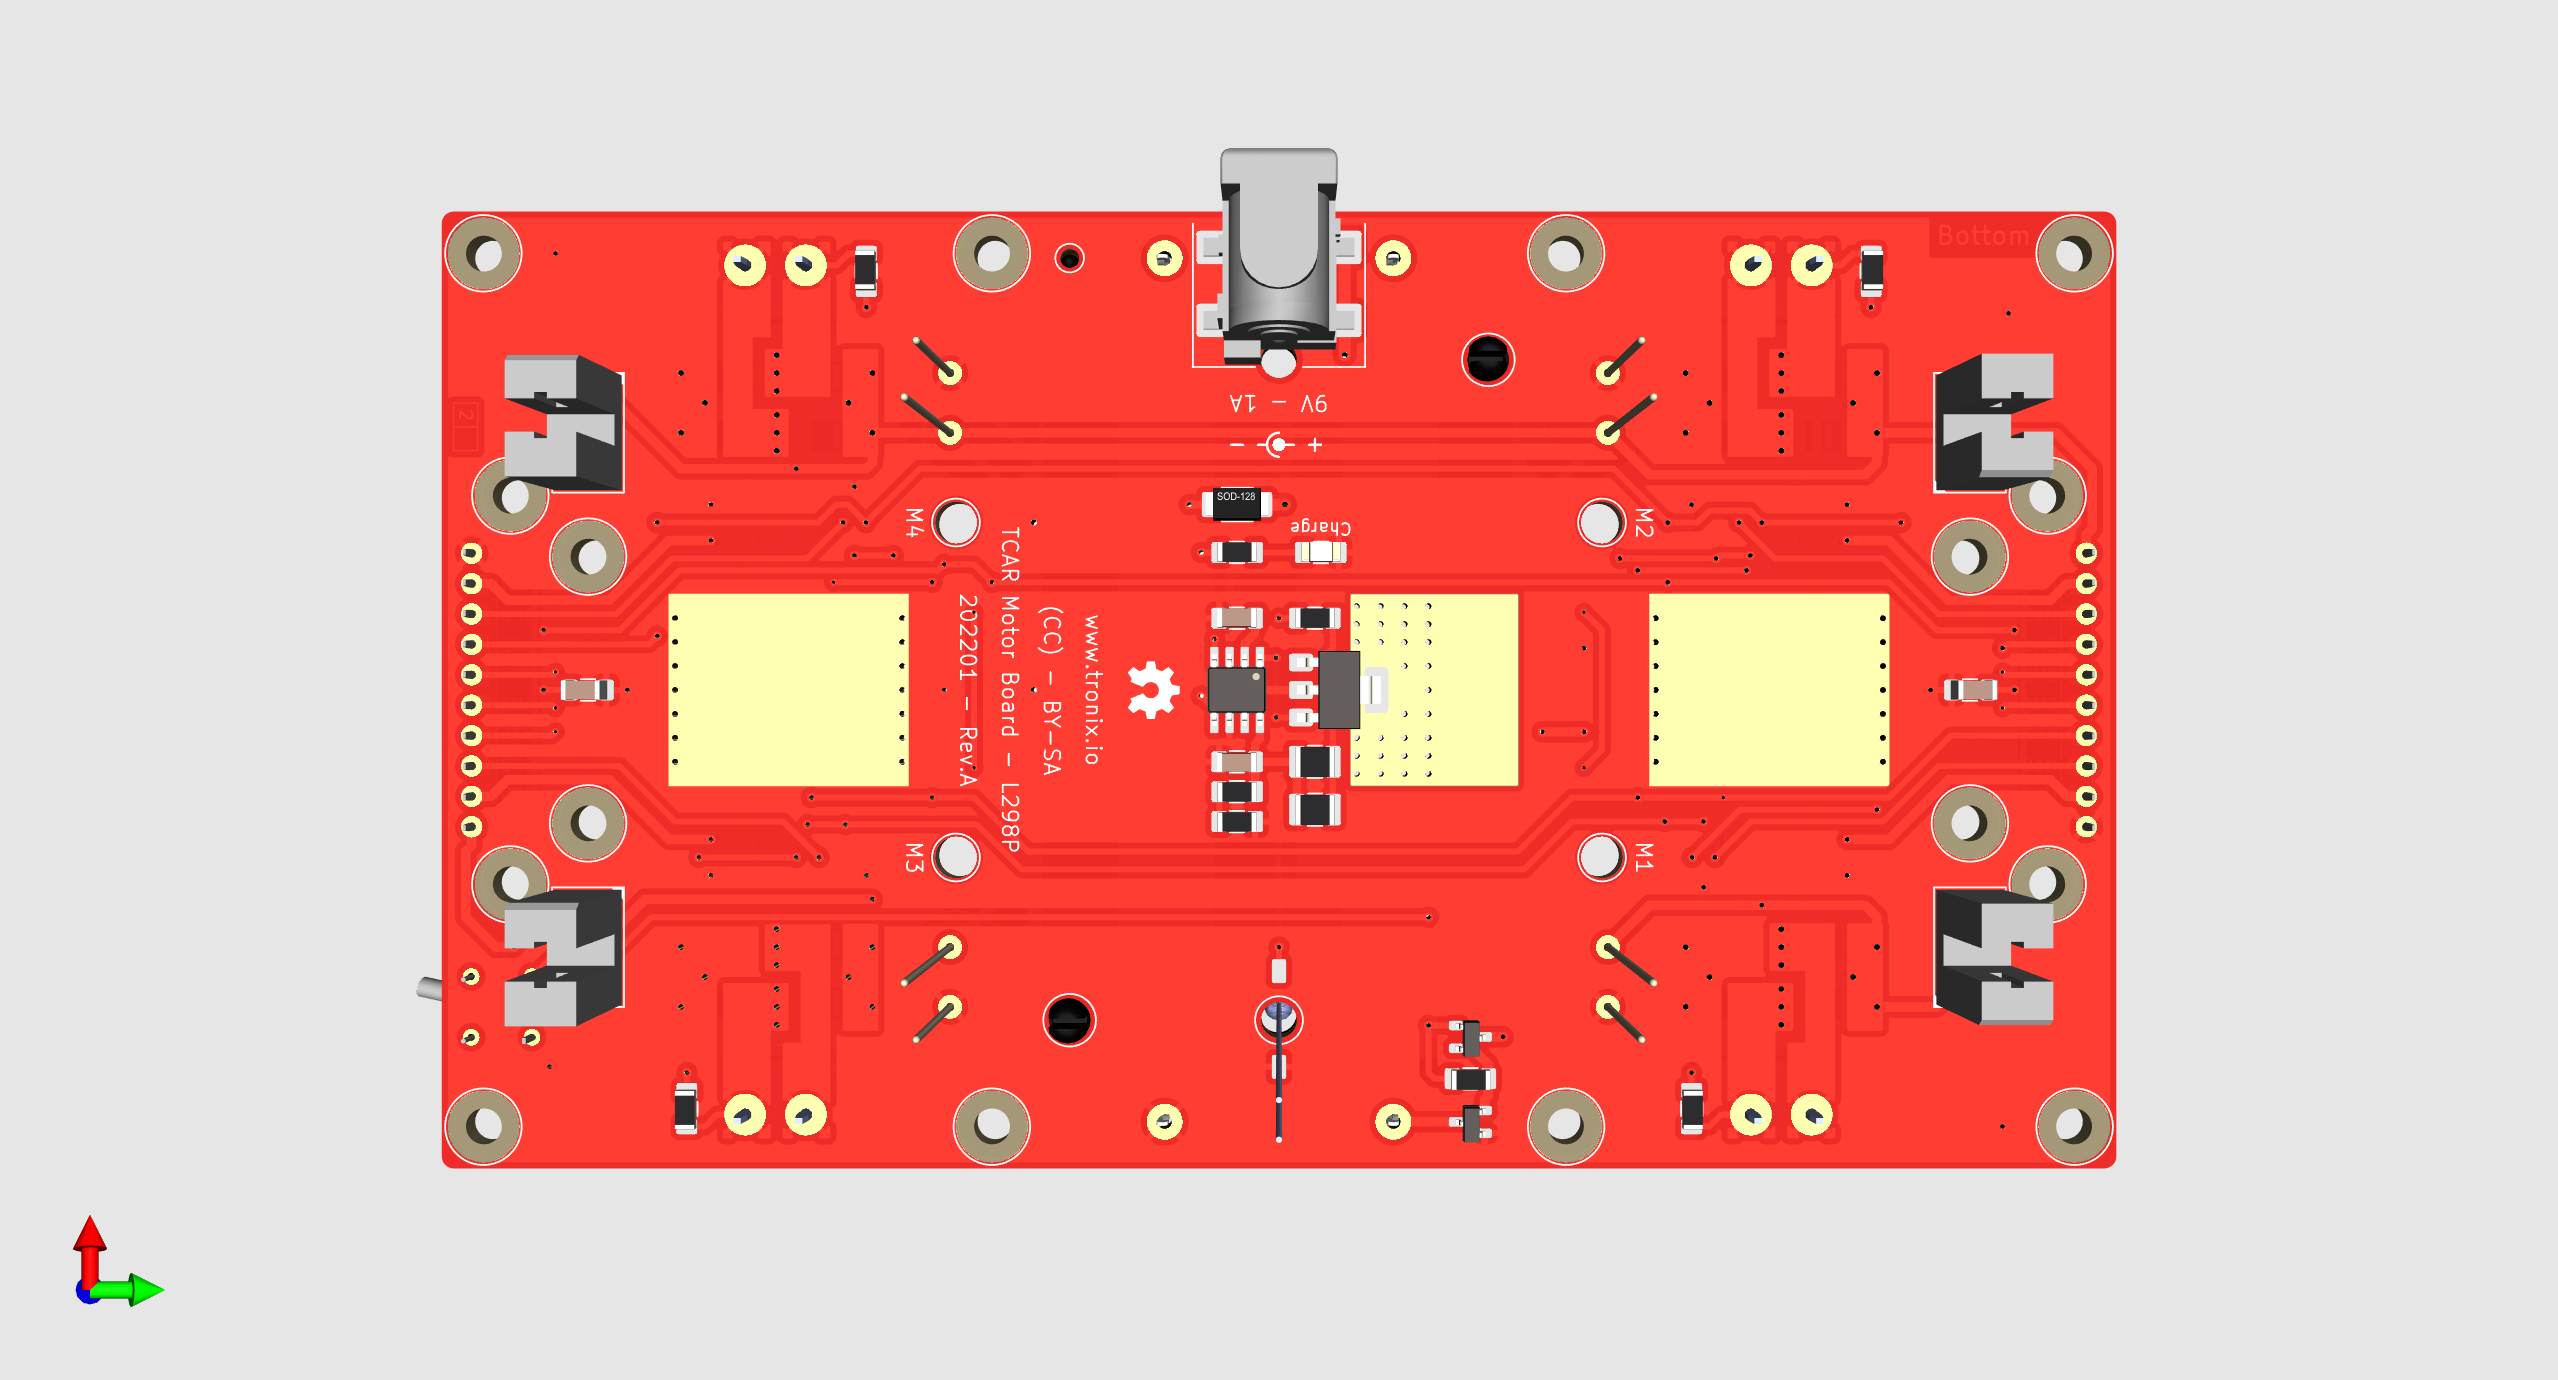 Bottom
9V - 1A
- +
2
SOD-128
Charge
M4
M2
TCAR Motor Board - L298P
202201 - Rev.A
(CC) - BY-SA
www.tronix.io
M3
M1